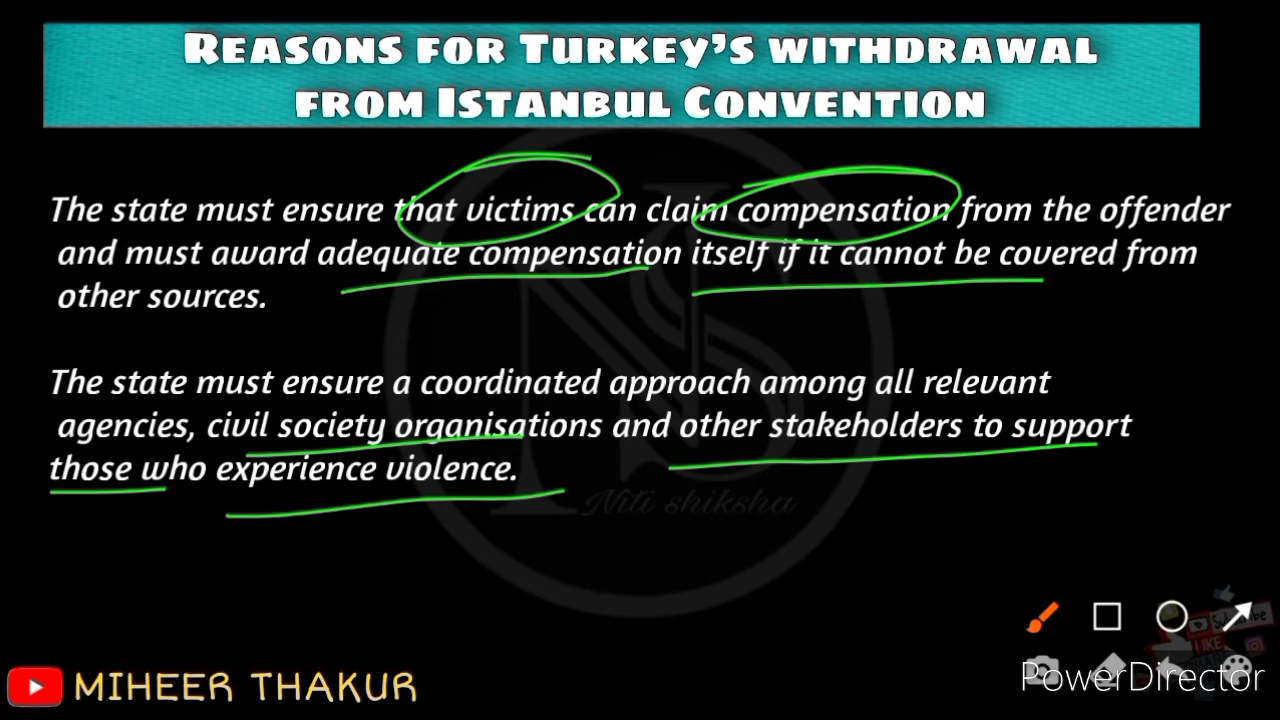 REASONS FOR TURKEY'S WITHDRAWAL
FROM ISTANBUL CONVENTION
The state must ensure that victims can claim compensation from the offender
and must award adequate compensation itself if it cannot be covered from
other sources.
The state must ensure a coordinated approach among all relevant
agencies, civil society organisations and other stakeholders to support
those who experience violence.
Niti shiksha
LIKE
MIHEER THAKUR
PowerDirector